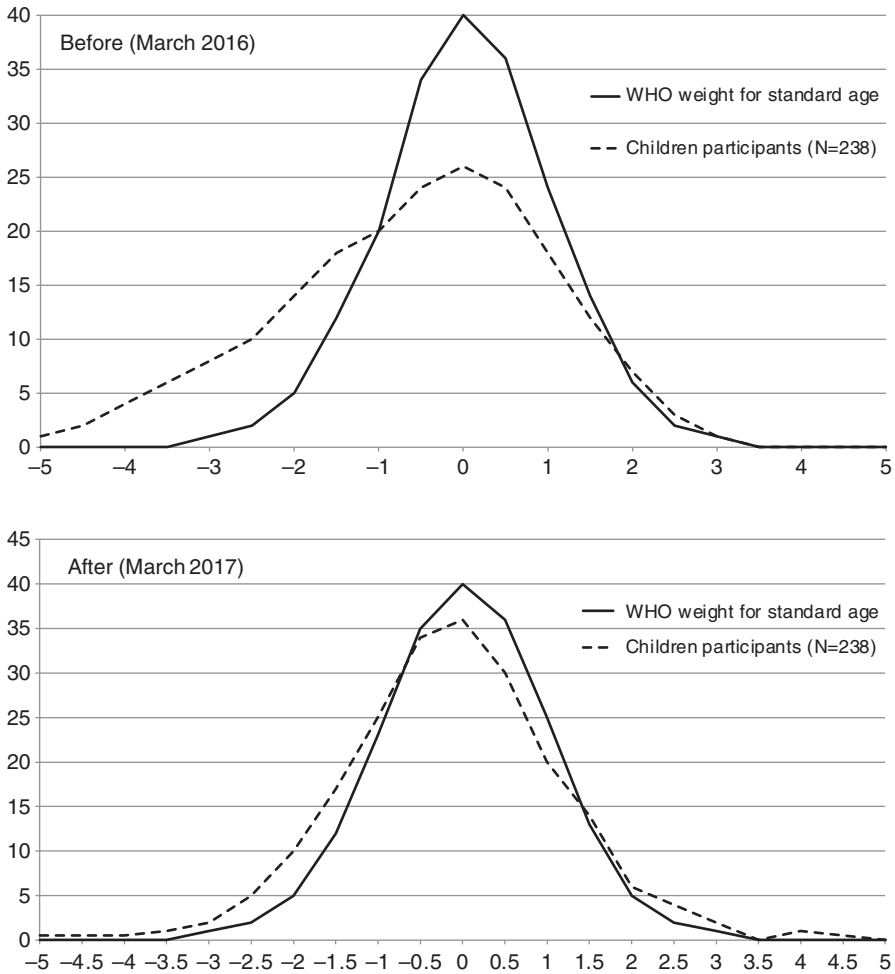 40
Before (March 2016)
35
WHO weight for standard age
30
Children participants (N=238)
25
20
15
10
5
0
–5 –4 –3 –2 –1 0 1 2 3 4 5
45
After (March 2017)
40
WHO weight for standard age
35
Children participants (N=238)
30
25
20
15
10
5
0
–5 –4.5 –4 –3.5 –3 –2.5 –2 –1.5 –1 –0.5 0 0.5 1 1.5 2 2.5 3 3.5 4 4.5 5